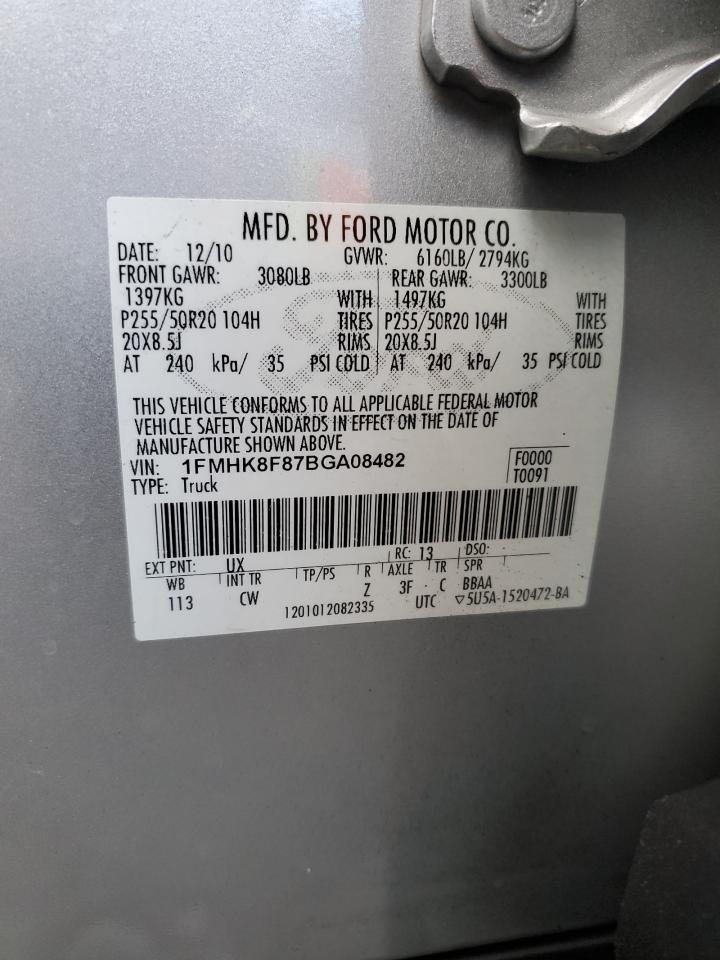 MFD. BY FORD MOTOR CO.
DATE: 12/10 GVWR: 6160LB/ 2794KG
FRONT GAWR: 3080LB REAR GAWR: 3300LB
1397KG WITH 1497KG WITH
P255/50R20 104H TIRES P255/50R20 104H TIRES
20X8.5J RIMS 20X8.5J RIMS
AT 240 kPa/ 35 PSI COLD AT 240 kPa/ 35 PSI COLD
THIS VEHICLE CONFORMS TO ALL APPLICABLE FEDERAL MOTOR
VEHICLE SAFETY STANDARDS IN EFFECT ON THE DATE OF
MANUFACTURE SHOWN ABOVE.
VIN: 1FMHK8F87BGA08482 F0000
TYPE: Truck T0091
EXT PNT: UX RC: 13 DSO:
WB INT TR TP/PS R AXLE TR SPR
113 CW Z 3F C BBAA
1201012082335 UTC ▽5U5A-1520472-BA